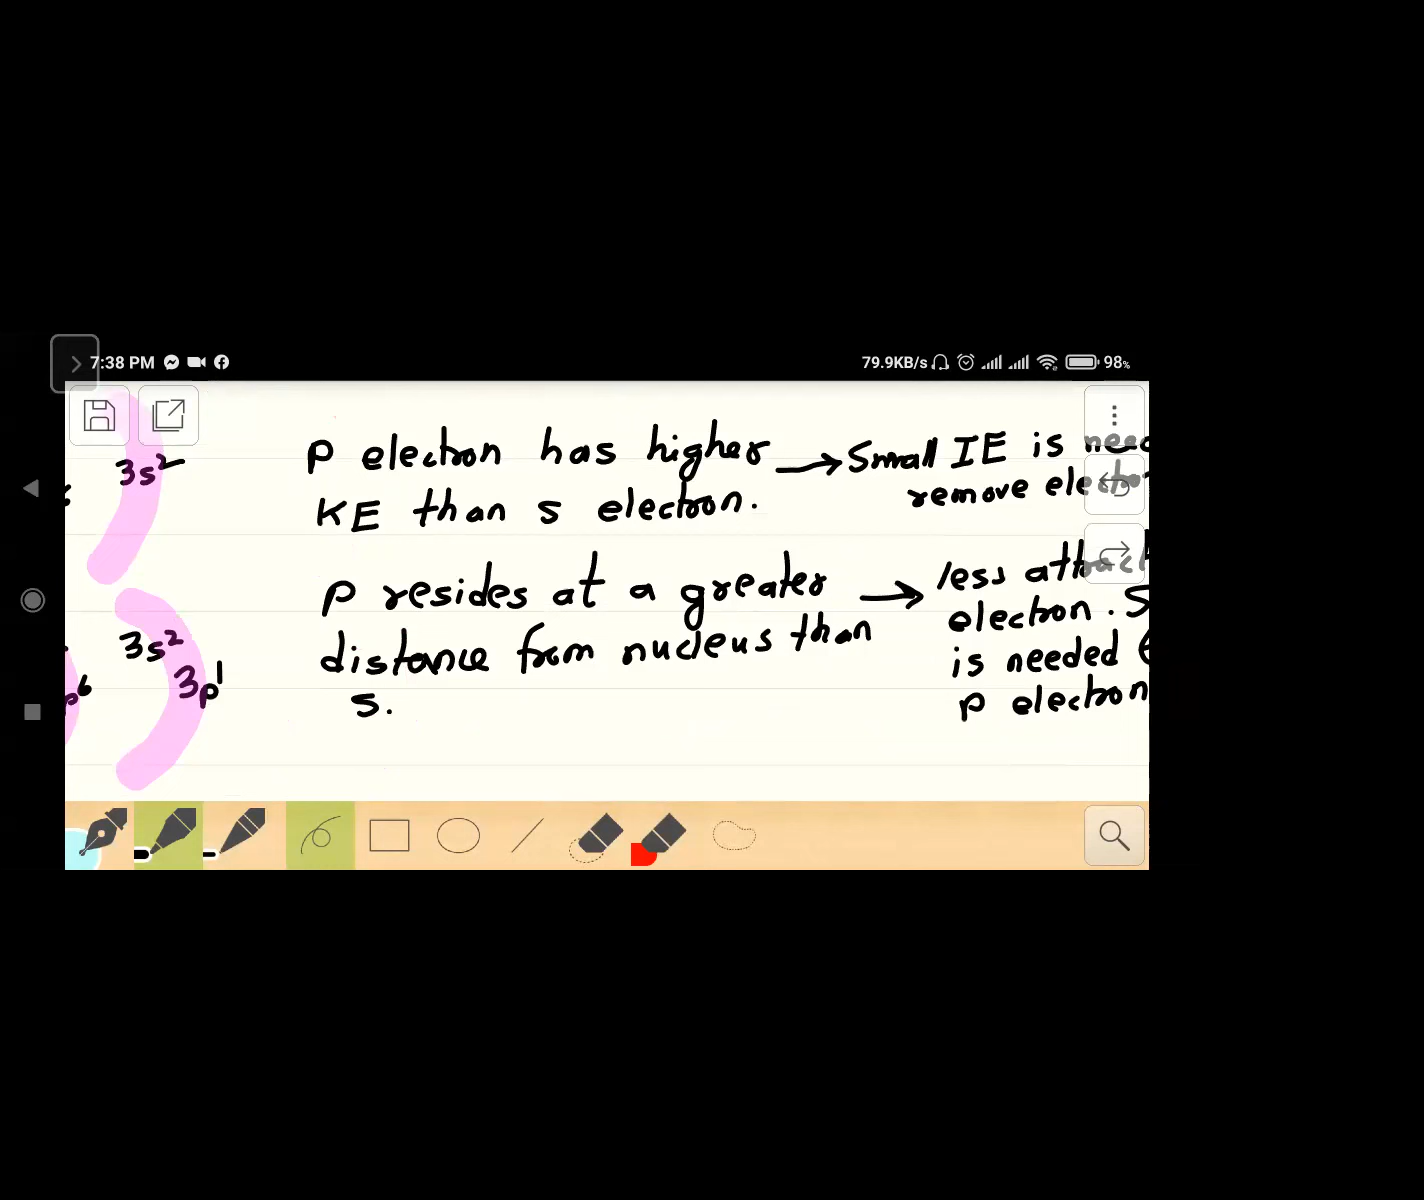 7:38 PM
79.9KB/s
98%
3s²
p electron has higher → Small IE is
KE than s electron.
remove
p resides at a greater → less
distance from nucleus than
s.
electron. S
is needed
p electron
3s²
p⁶
3p¹